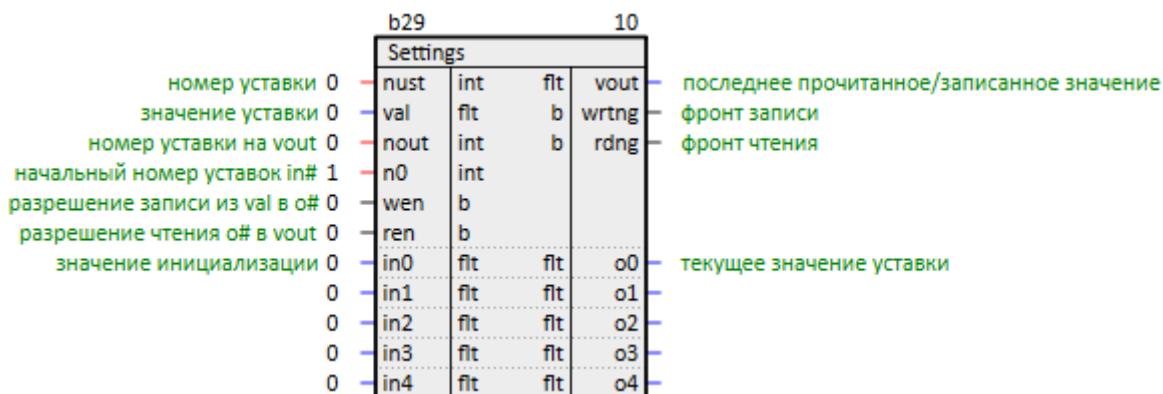 b29 10
Settings
номер уставки 0 nust int flt vout последнее прочитанное/записанное значение
значение уставки 0 val flt b wrtng фронт записи
номер уставки на vout 0 nout int b rdng фронт чтения
начальный номер уставок in# 1 n0 int
разрешение записи из val в o# 0 wen b
разрешение чтения o# в vout 0 ren b
значение инициализации 0 in0 flt flt o0 текущее значение уставки
0 in1 flt flt o1
0 in2 flt flt o2
0 in3 flt flt o3
0 in4 flt flt o4